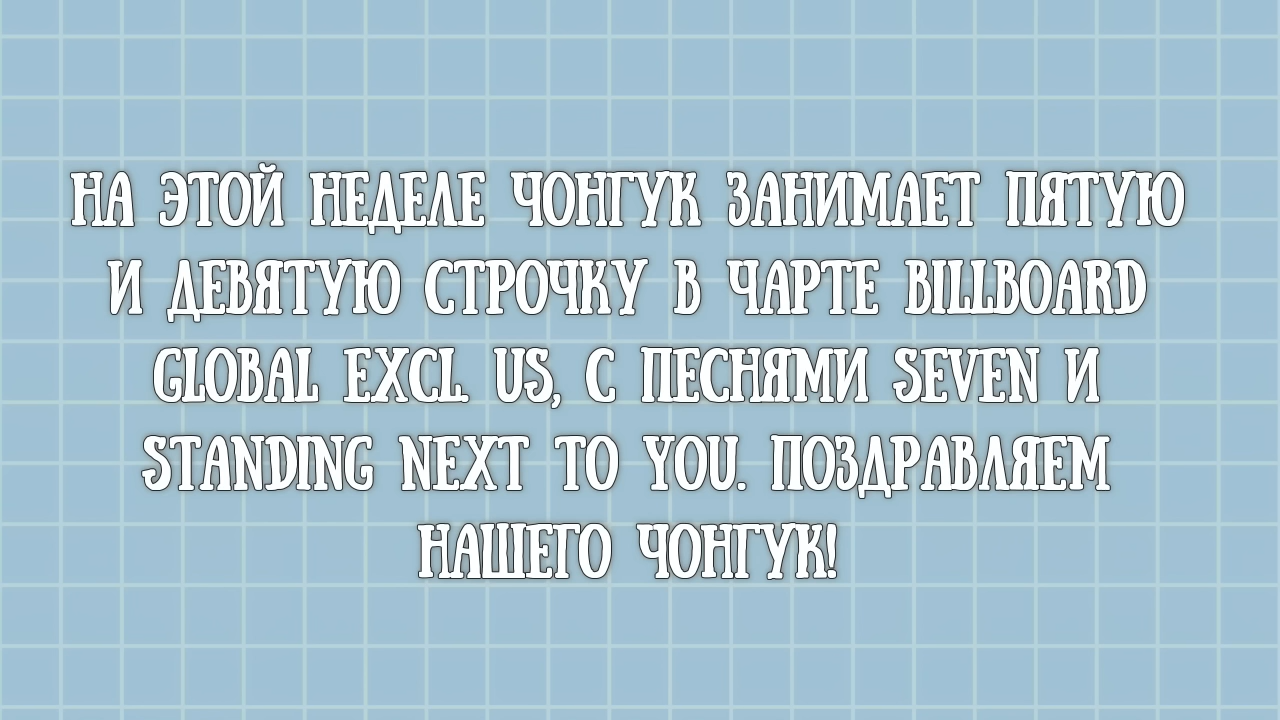 НА ЭТОЙ НЕДЕЛЕ ЧОНГУК ЗАНИМАЕТ ПЯТУЮ
И ДЕВЯТУЮ СТРОЧКУ В ЧАРТЕ BILLBOARD
GLOBAL EXCL. US, С ПЕСНЯМИ SEVEN И
STANDING NEXT TO YOU. ПОЗДРАВЛЯЕМ
НАШЕГО ЧОНГУК!